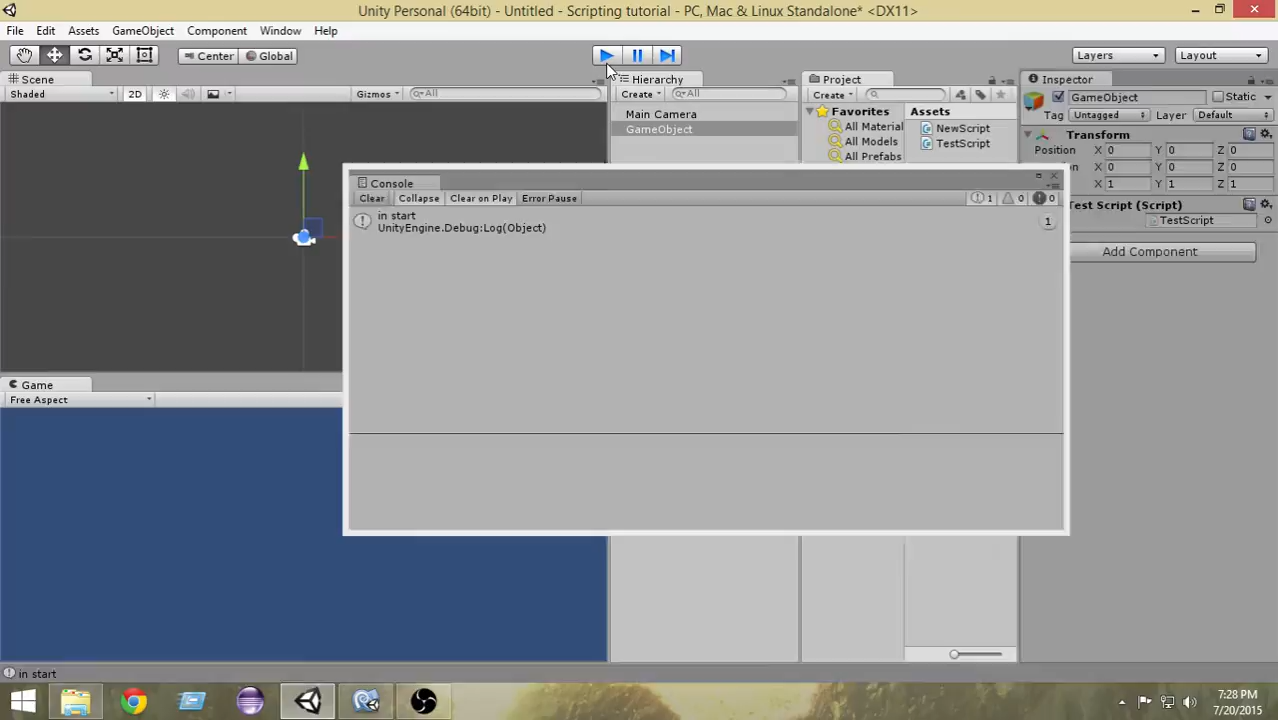 Unity Personal (64bit) - Untitled - Scripting tutorial - PC, Mac & Linux Standalone* <DX11>
File Edit Assets GameObject Component Window Help
Center Global Layers Layout
Scene Hierarchy Project Inspector
Shaded 2D Gizmos All Create All Create
GameObject Static
Tag Untagged Layer Default
Favorites Assets
All Material NewScript
All Models TestScript
All Prefabs
Main Camera
GameObject
Transform
Position X 0 Y 0 Z 0
on X 0 Y 0 Z 0
X 1 Y 1 Z 1
Test Script (Script)
TestScript
Add Component
Console
Clear Collapse Clear on Play Error Pause 1 0 0
in start
UnityEngine.Debug:Log(Object)
1
Game
Free Aspect
in start
7:28 PM
7/20/2015